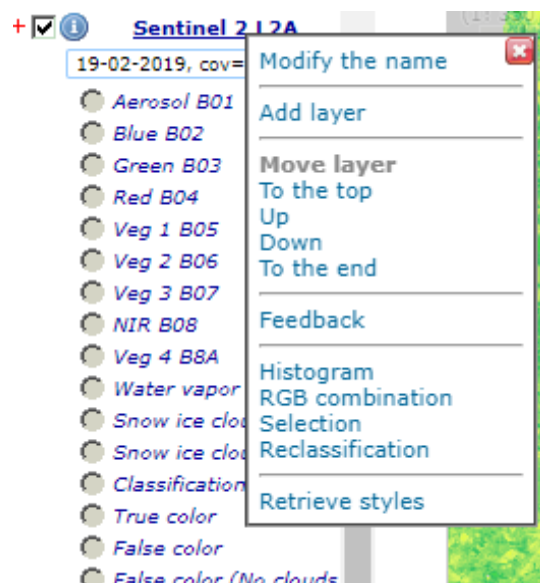 + Sentinel 2 L2A
19-02-2019, cov=
Aerosol B01
Blue B02
Green B03
Red B04
Veg 1 B05
Veg 2 B06
Veg 3 B07
NIR B08
Veg 4 B8A
Water vapor
Snow ice clou
Snow ice clou
Classification
True color
False color
False color (No clouds
Modify the name
Add layer
Move layer
To the top
Up
Down
To the end
Feedback
Histogram
RGB combination
Selection
Reclassification
Retrieve styles